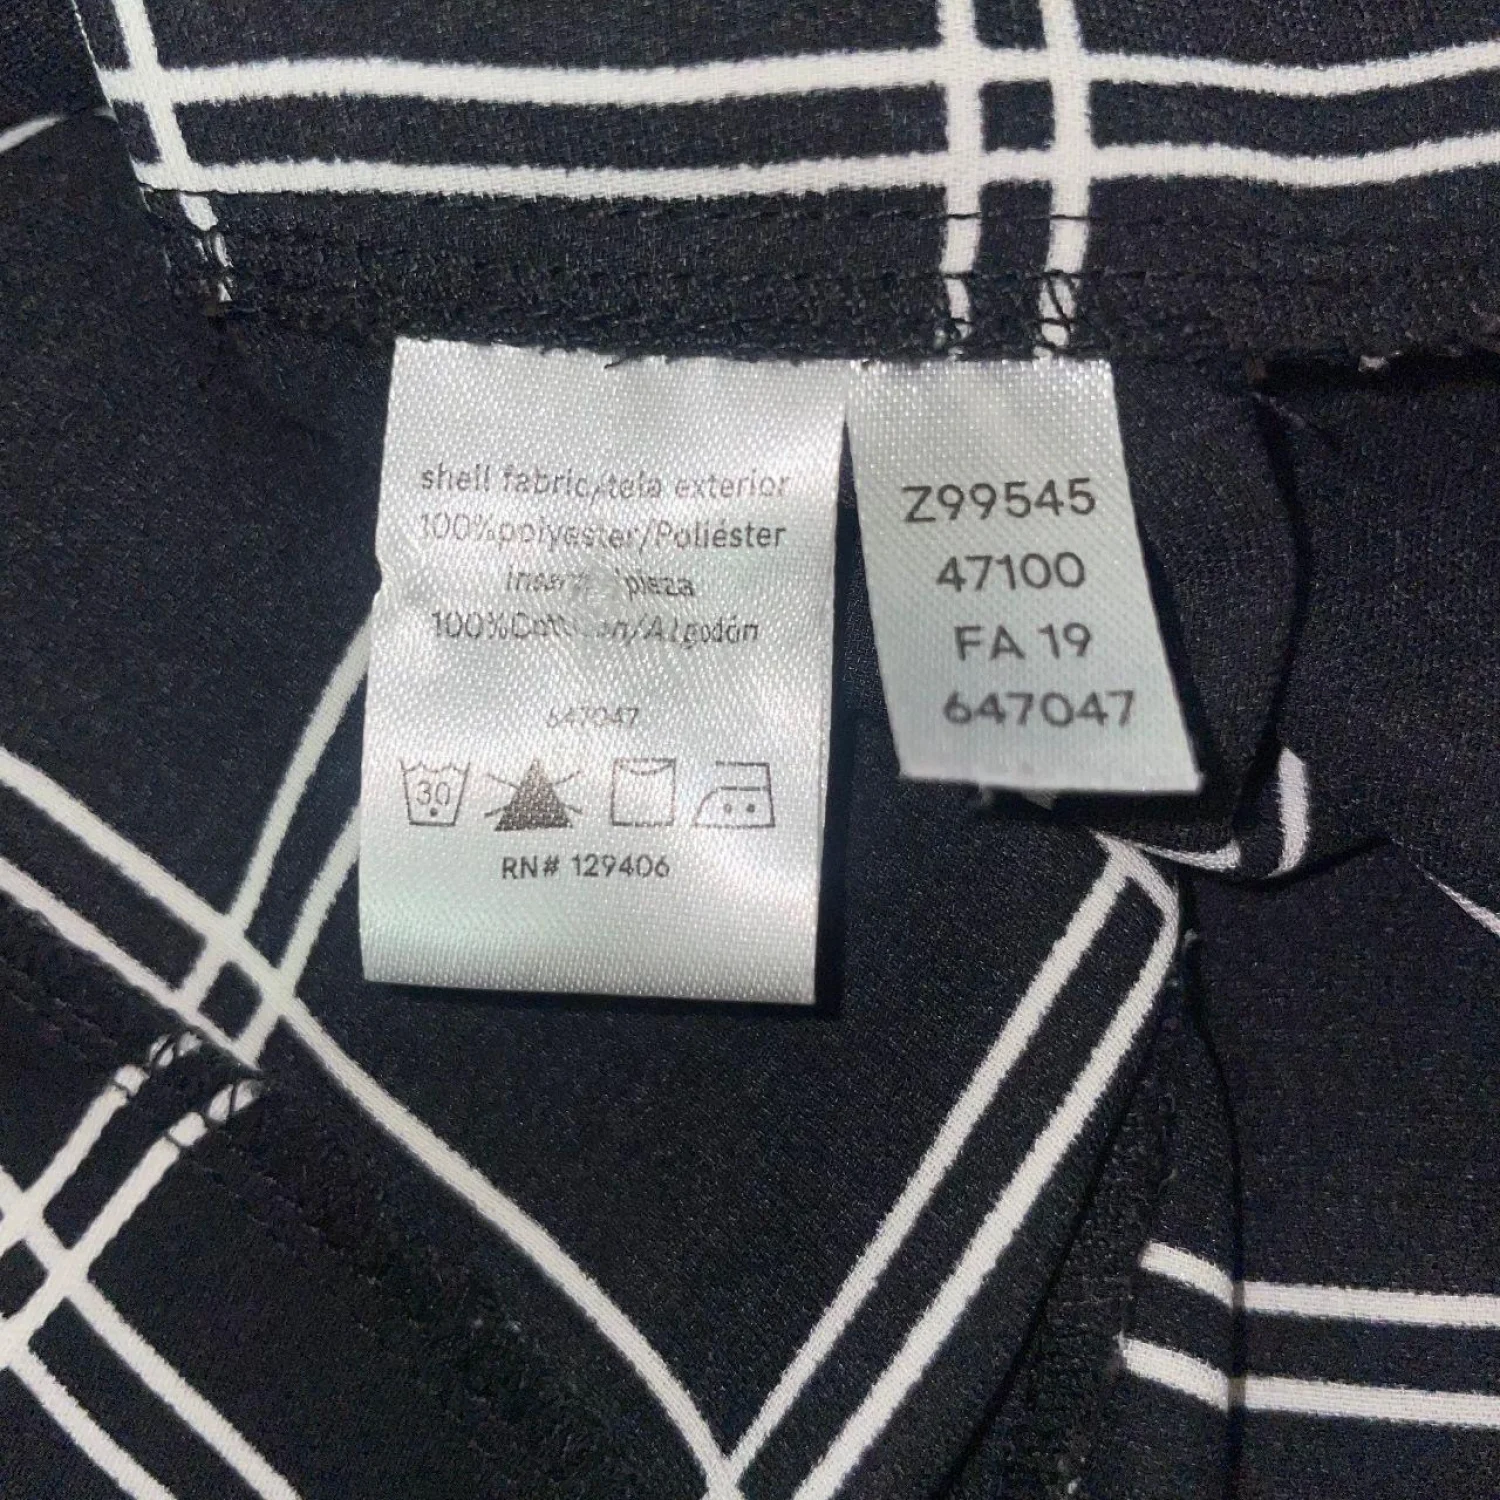 shell fabric/tela exterior
100%polyester/Poliéster
pieza
100% /Algodón
647047
30
RN# 129406
Z99545
47100
FA 19
647047